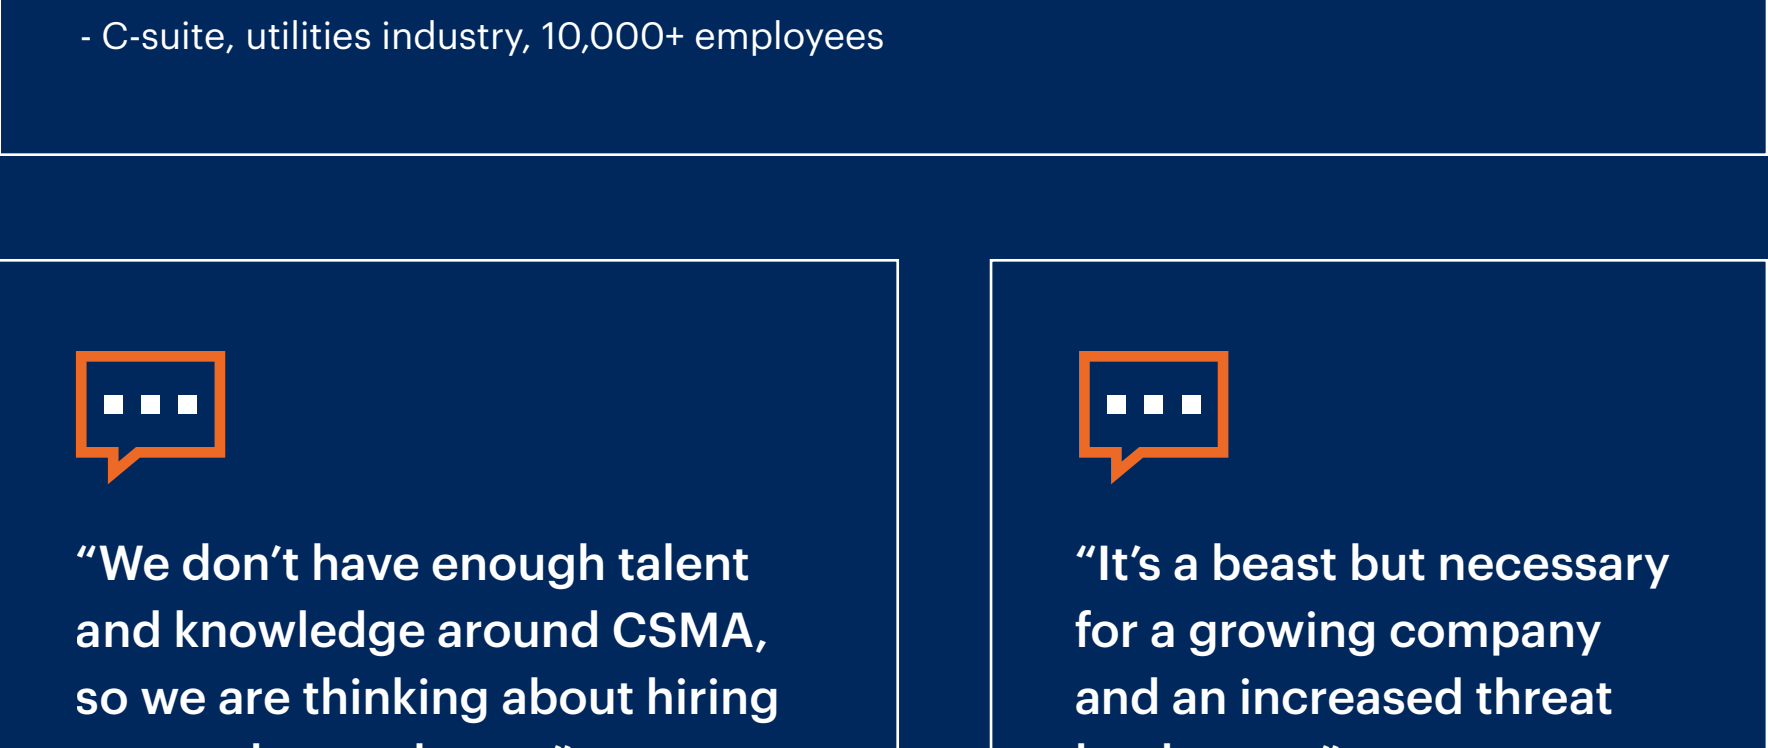 - C-suite, utilities industry, 10,000+ employees
“We don’t have enough talent
and knowledge around CSMA,
so we are thinking about hiring
“It’s a beast but necessary
for a growing company
and an increased threat